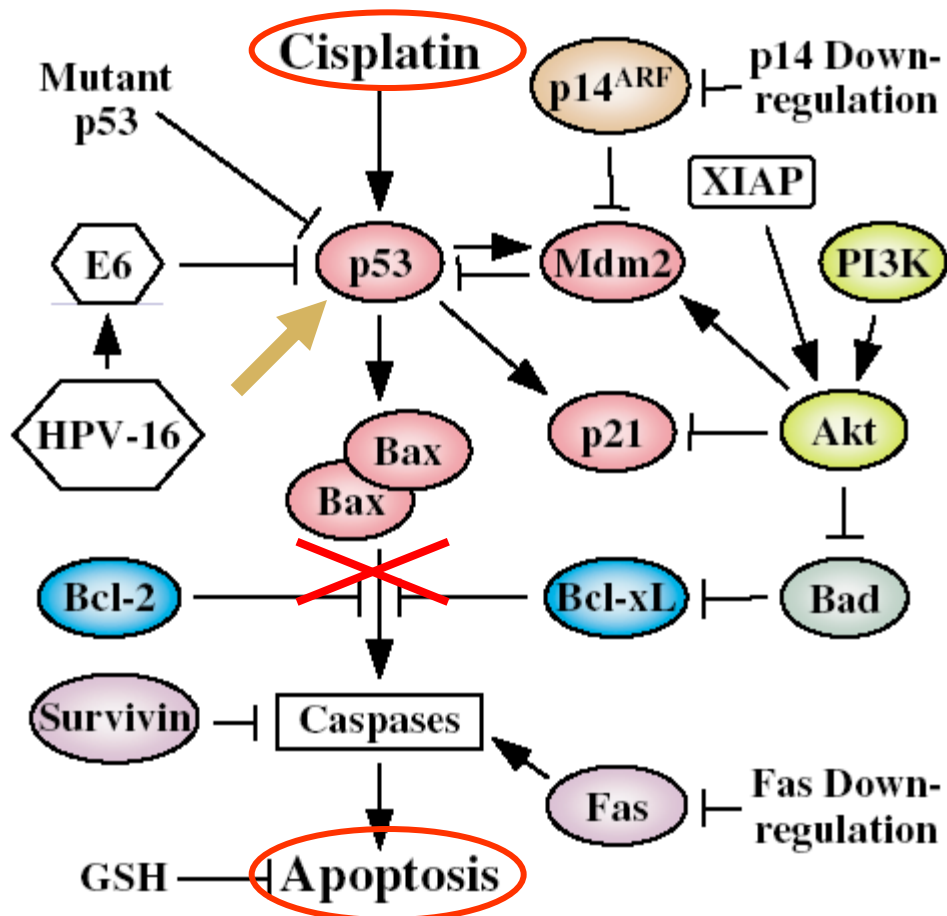 Cisplatin
Mutant
p53
p14ARF
p14 Down-
regulation
XIAP
E6
p53
Mdm2
PI3K
HPV-16
Bax
Bax
p21
Akt
Bcl-2
Bcl-xL
Bad
Survivin
Caspases
Fas
Fas Down-
regulation
GSH
Apoptosis